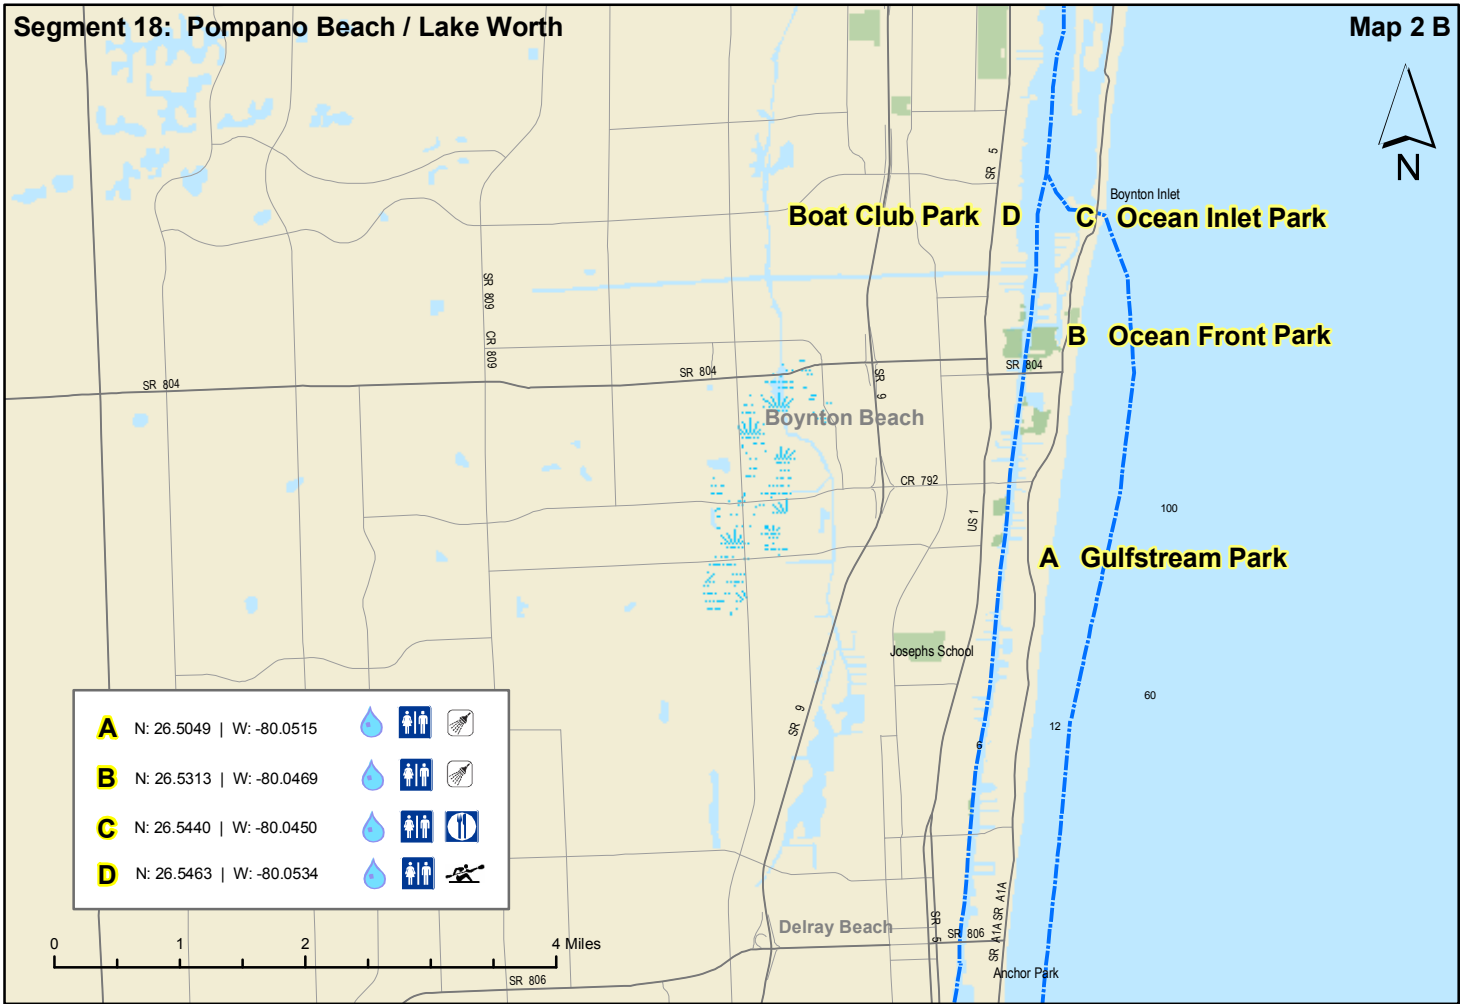 Segment 18: Pompano Beach / Lake Worth
Map 2 B
N
SR 5
Boynton Inlet
Boat Club Park D
C Ocean Inlet Park
SR 809
CR 809
B Ocean Front Park
SR 804
SR 804
SR 804
SR 9
Boynton Beach
CR 792
US 1
100
A Gulfstream Park
Josephs School
60
SR 9
12
6
A N: 26.5049 | W: -80.0515
B N: 26.5313 | W: -80.0469
C N: 26.5440 | W: -80.0450
D N: 26.5463 | W: -80.0534
SR A1A
SR A1A
SR 5
Delray Beach
SR 806
0 1 2 4 Miles
Anchor Park
SR 806